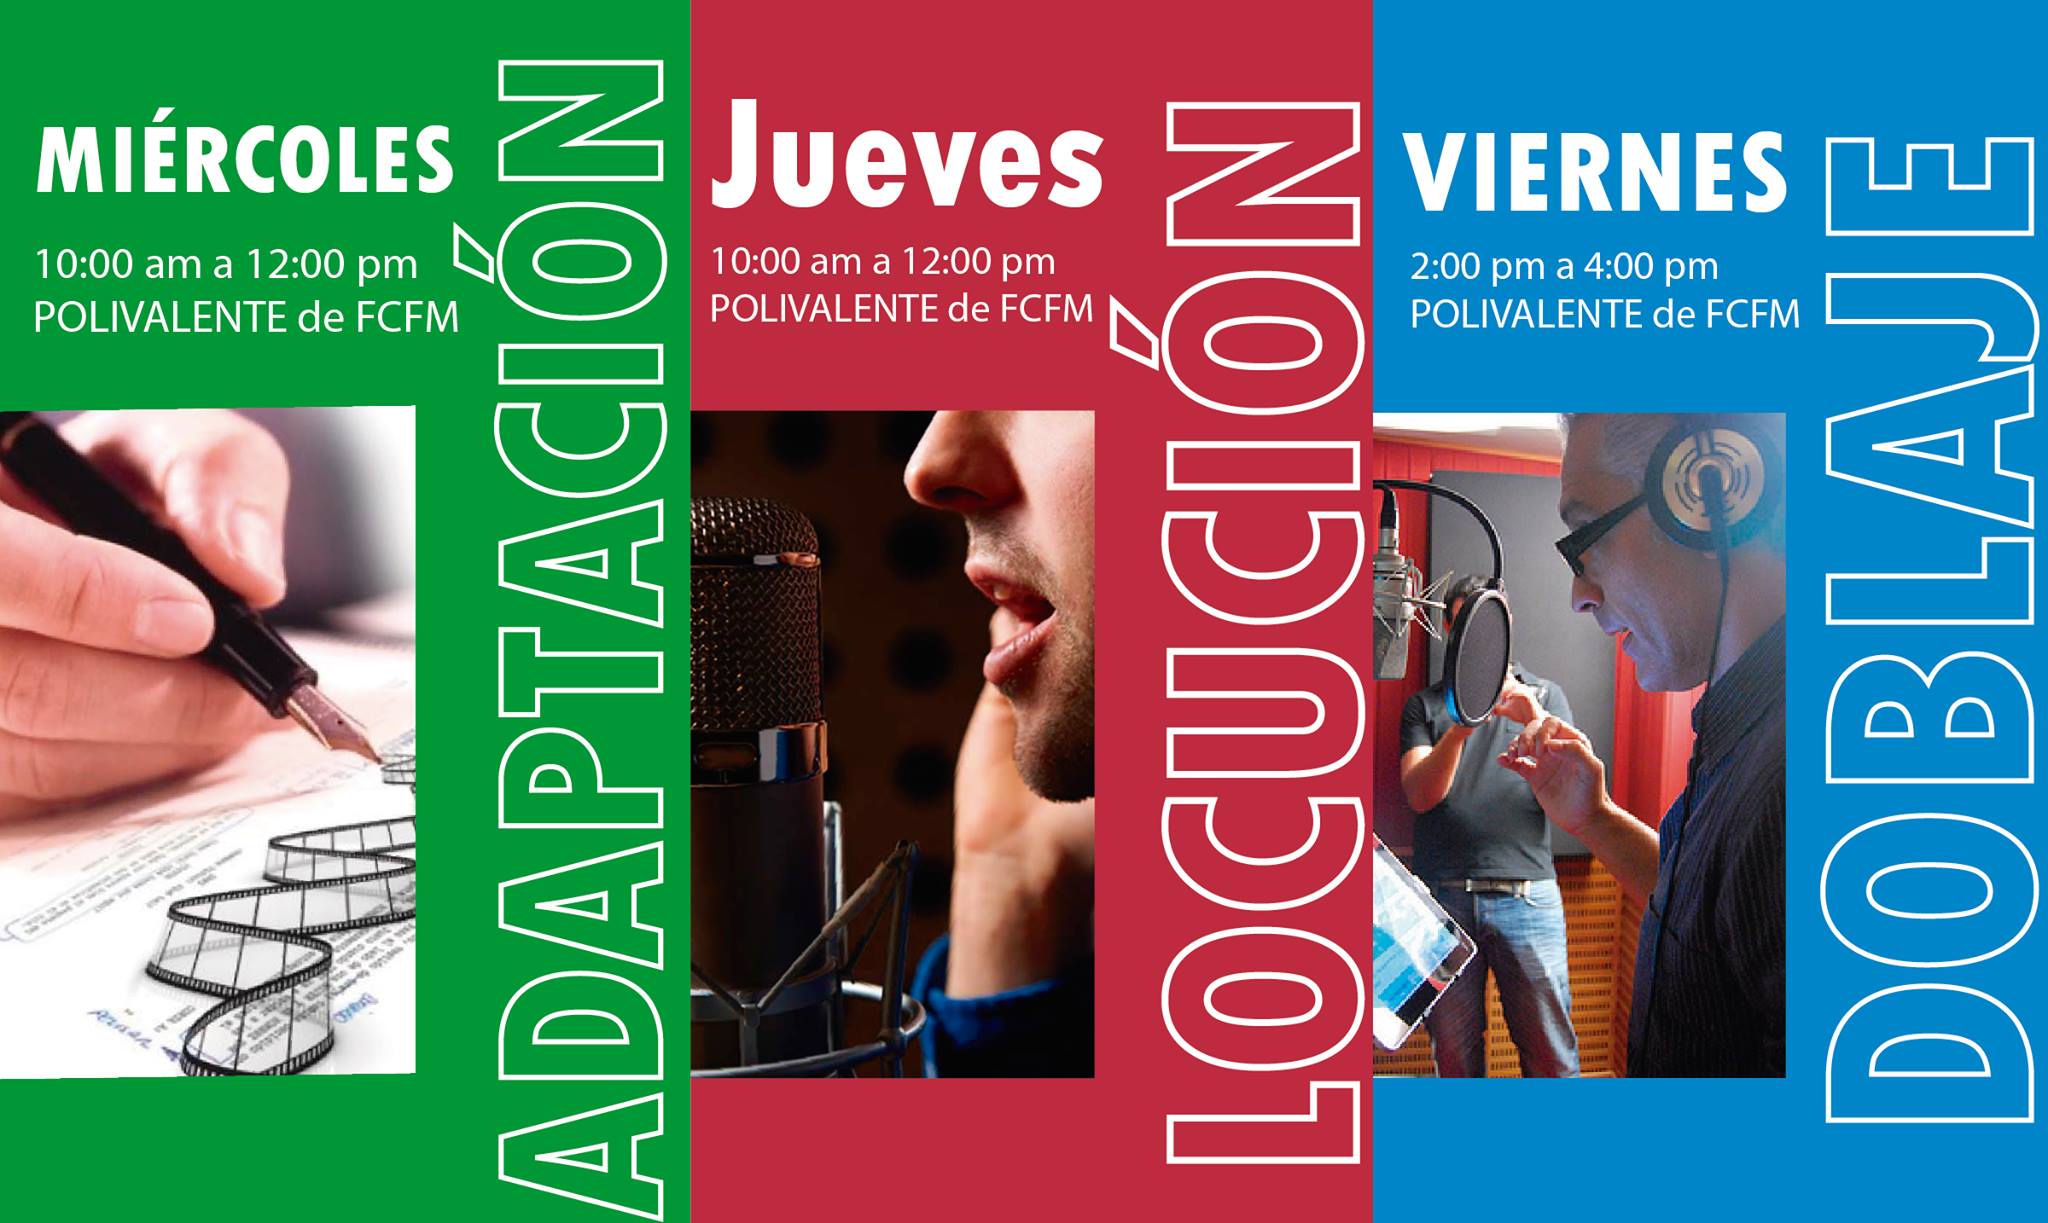 MIÉRCOLES
10:00 am a 12:00 pm
POLIVALENTE de FCFM
ADAPTACIÓN
Jueves
10:00 am a 12:00 pm
POLIVALENTE de FCFM
LOCUCIÓN
VIERNES
2:00 pm a 4:00 pm
POLIVALENTE de FCFM
DOBLAJE